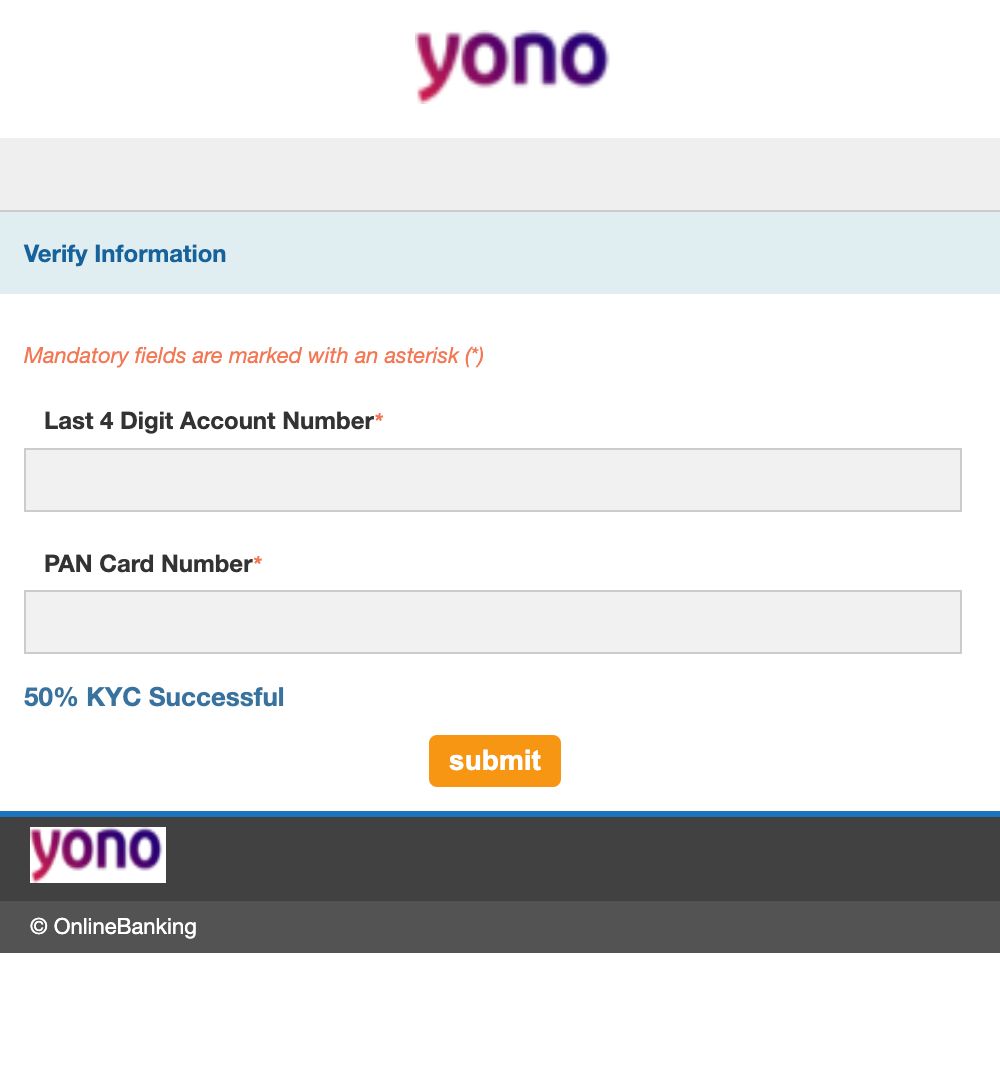 yono
Verify Information
Mandatory fields are marked with an asterisk (*)
Last 4 Digit Account Number*
PAN Card Number*
50% KYC Successful
submit
yono
© OnlineBanking